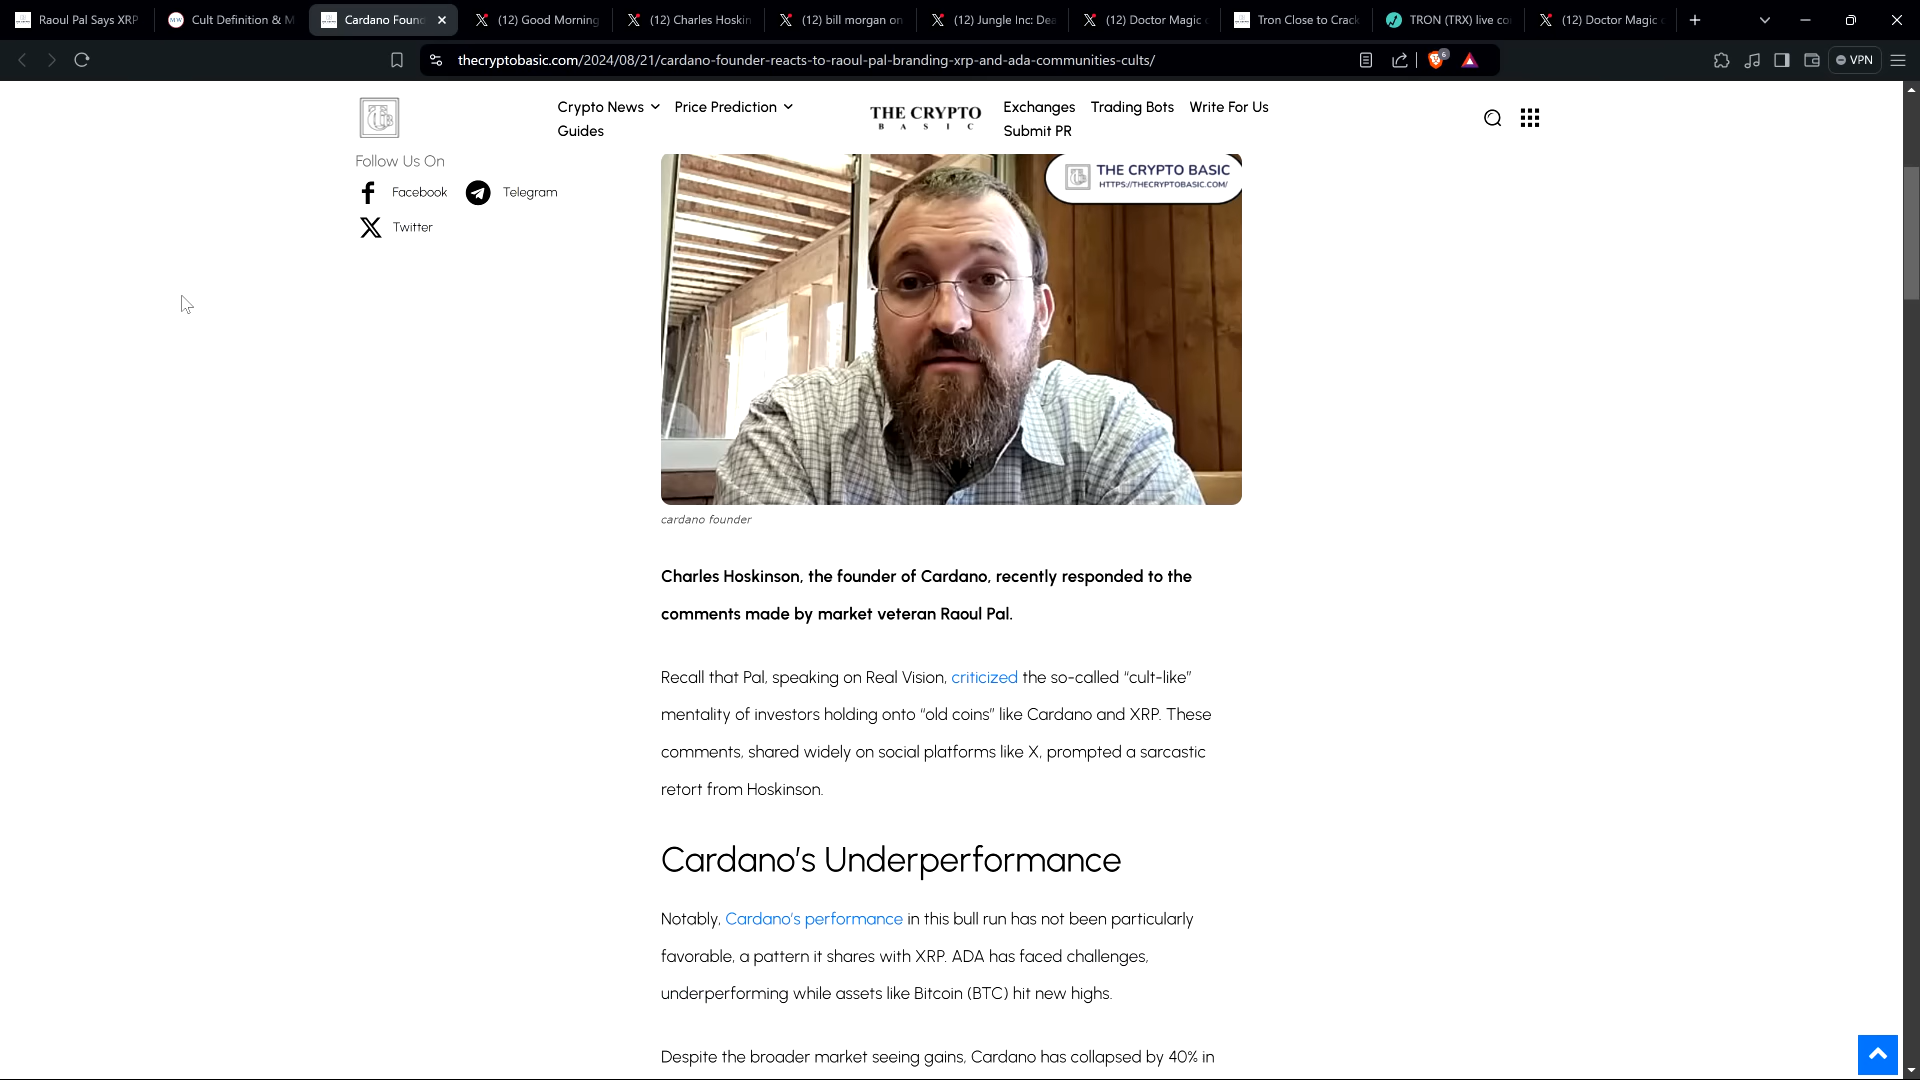 Raoul Pal Says XRP
Cult Definition & M
Cardano Found
(12) Good Morning
(12) Charles Hoskin
(12) bill morgan on
(12) Jungle Inc: Dea
(12) Doctor Magic
Tron Close to Crack
TRON (TRX) live co
(12) Doctor Magic
thecryptobasic.com/2024/08/21/cardano-founder-reacts-to-raoul-pal-branding-xrp-and-ada-communities-cults/
6
VPN
Crypto News
Price Prediction
Guides
THE CRYPTO
BASIC
Exchanges
Trading Bots
Write For Us
Submit PR
Follow Us On
Facebook
Telegram
Twitter
THE CRYPTO BASIC
HTTPS://THECRYPTOBASIC.COM/
cardano founder
Charles Hoskinson, the founder of Cardano, recently responded to the
comments made by market veteran Raoul Pal.
Recall that Pal, speaking on Real Vision, criticized the so-called “cult-like”
mentality of investors holding onto “old coins” like Cardano and XRP. These
comments, shared widely on social platforms like X, prompted a sarcastic
retort from Hoskinson.
Cardano’s Underperformance
Notably, Cardano’s performance in this bull run has not been particularly
favorable, a pattern it shares with XRP. ADA has faced challenges,
underperforming while assets like Bitcoin (BTC) hit new highs.
Despite the broader market seeing gains, Cardano has collapsed by 40% in